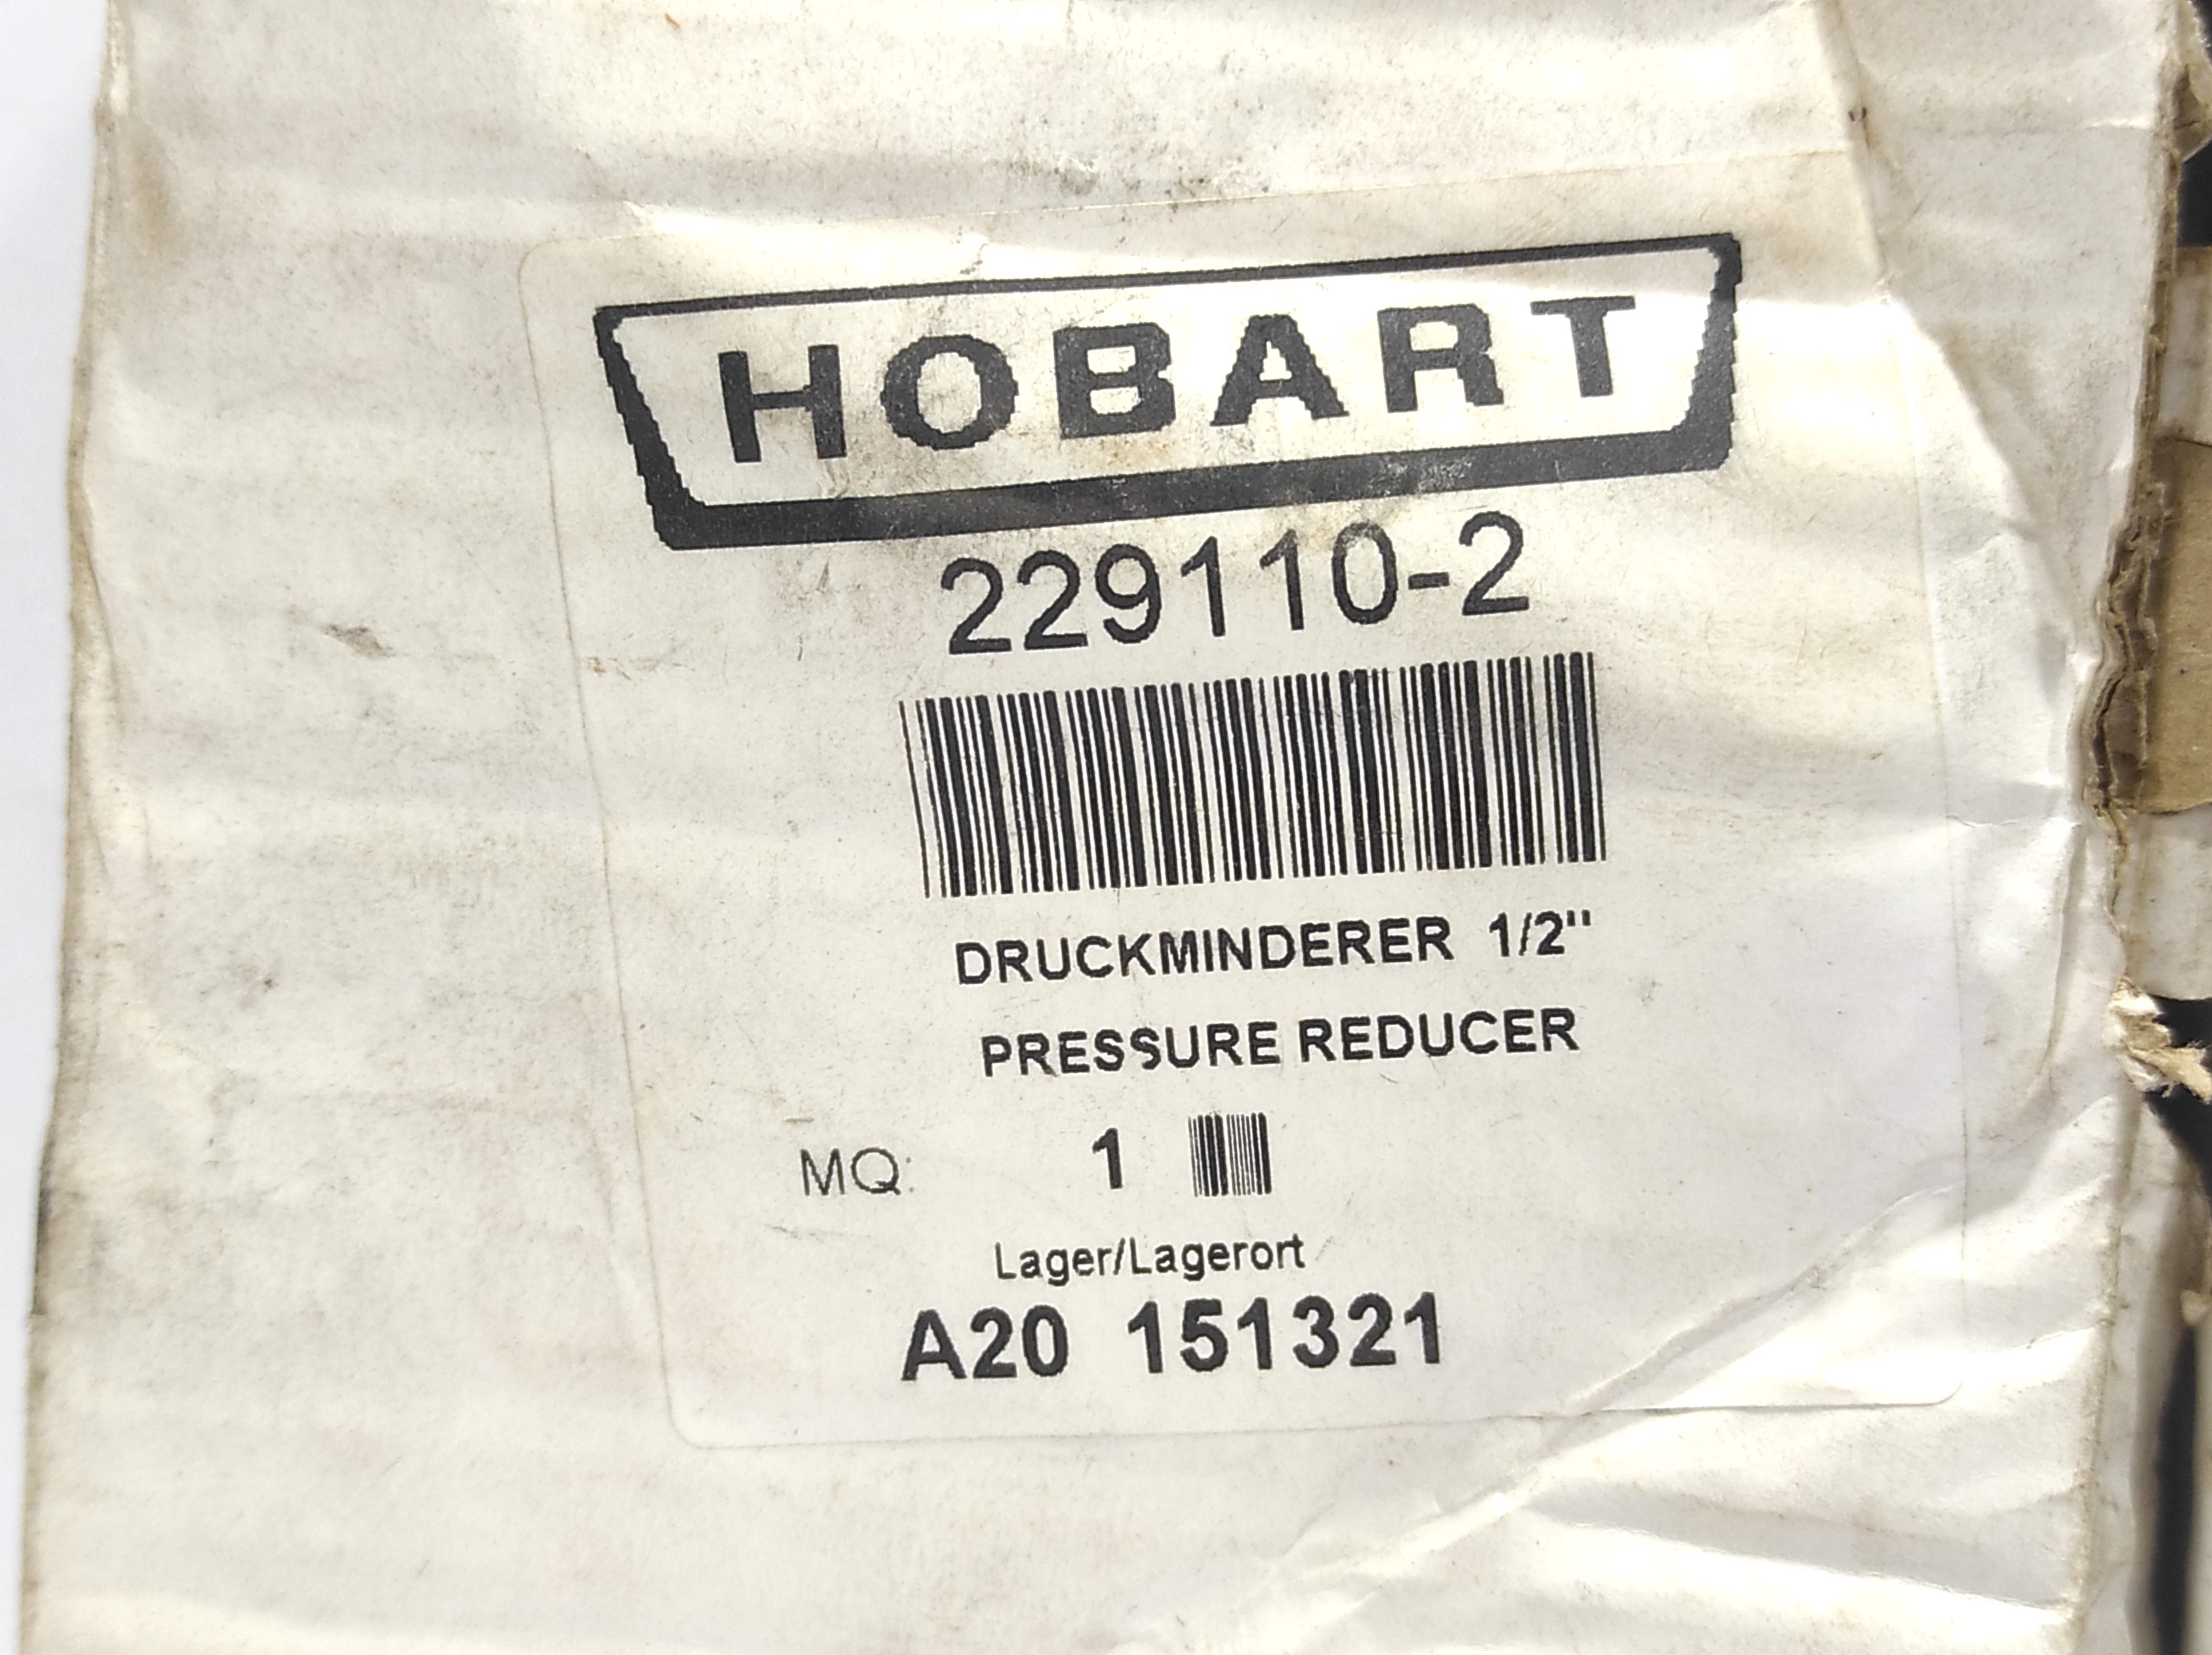 HOBART
229110-2
DRUCKMINDERER 1/2"
PRESSURE REDUCER
MQ: 1
Lager/Lagerort
A20 151321